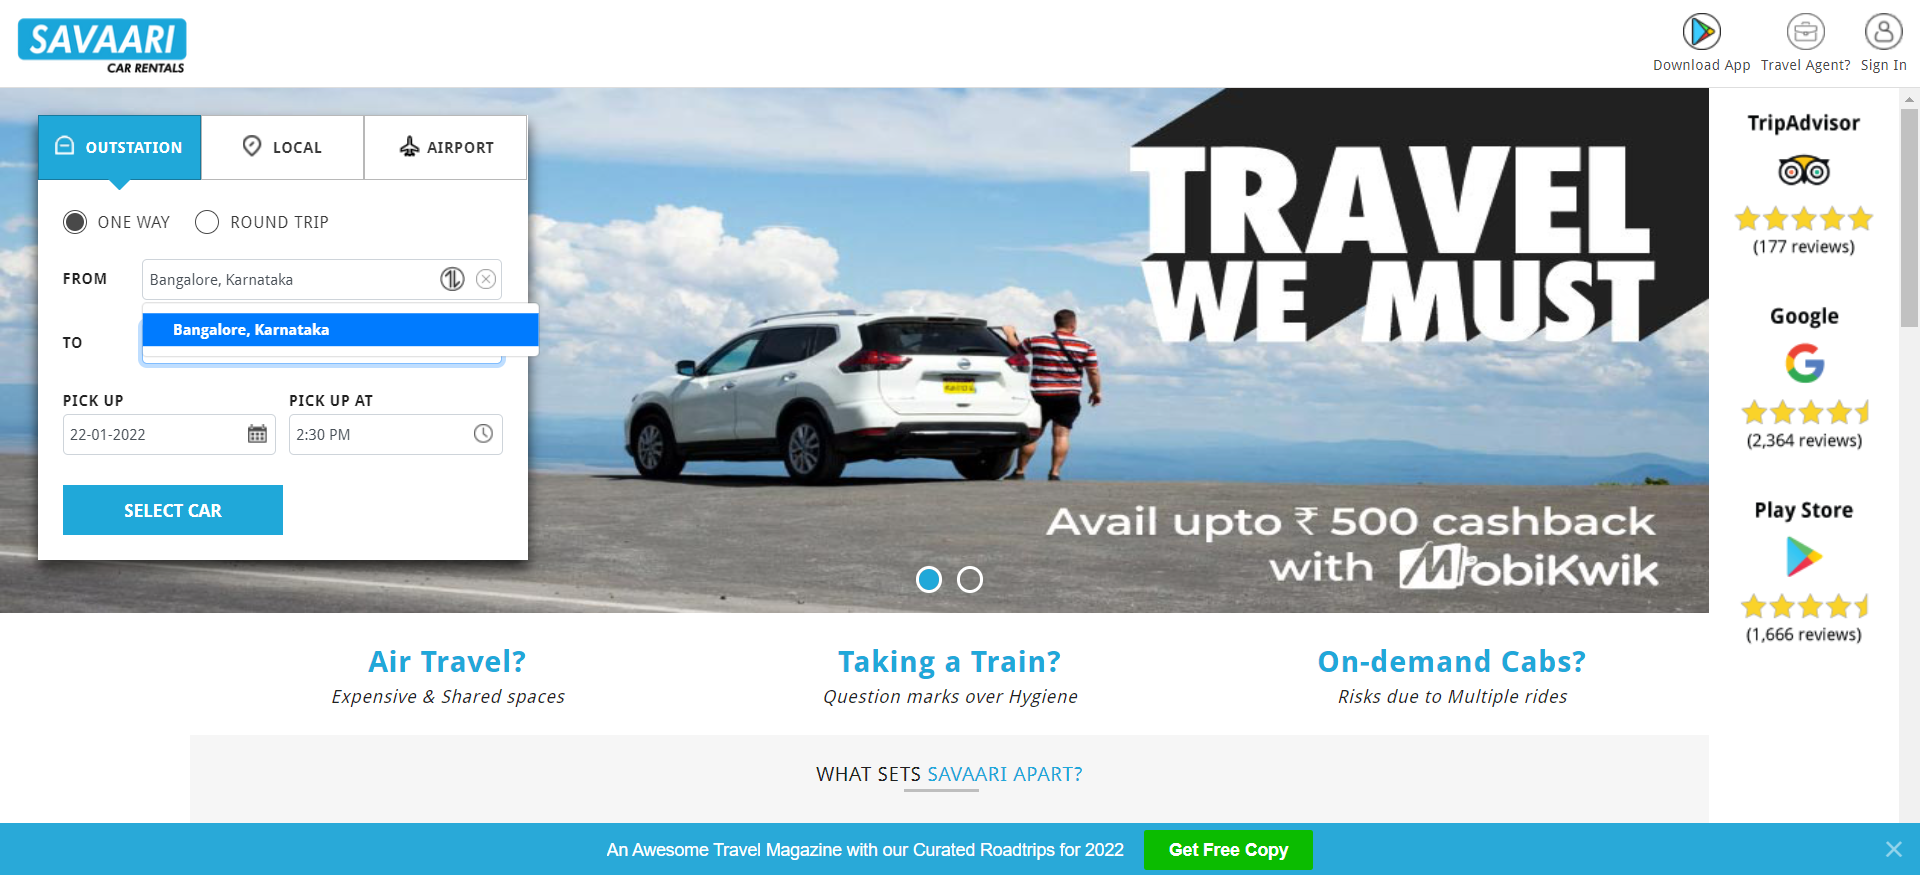 SAVAARI
CAR RENTALS
Download App
Travel Agent?
Sign In
OUTSTATION
LOCAL
AIRPORT
ONE WAY
ROUND TRIP
FROM
Bangalore, Karnataka
Bangalore, Karnataka
TO
PICK UP
PICK UP AT
22-01-2022
2:30 PM
SELECT CAR
TRAVEL
WE MUST
Avail upto ₹ 500 cashback
with MobiKwik
TripAdvisor
(177 reviews)
Google
(2,364 reviews)
Play Store
(1,666 reviews)
Air Travel?
Expensive & Shared spaces
Taking a Train?
Question marks over Hygiene
On-demand Cabs?
Risks due to Multiple rides
WHAT SETS SAVAARI APART?
An Awesome Travel Magazine with our Curated Roadtrips for 2022
Get Free Copy